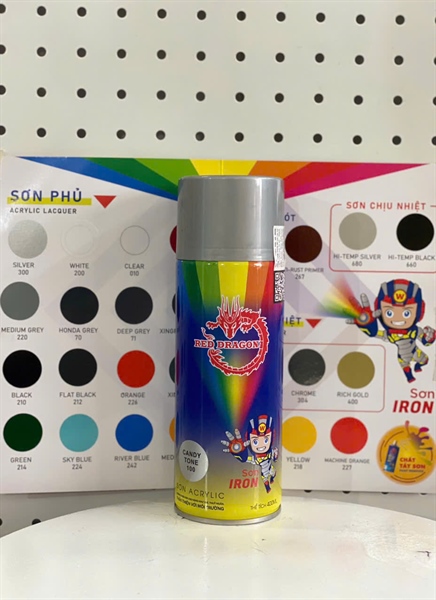 SƠN PHỦ
ACRYLIC LACQUER
SILVER
300
WHITE
200
CLEAR
010
MEDIUM GREY
220
HONDA GREY
70
DEEP GREY
71
BLACK
210
FLAT BLACK
212
ORANGE
226
GREEN
214
SKY BLUE
224
RIVER BLUE
242
RED DRAGON
CANDY
TONE
108
Sơn
IRON
ACRYLIC
SƠN CHỊU NHIỆT
HI-TEMP SILVER
680
HI-TEMP BLACK
660
PRIMER
W
CHROME
304
RICH GOLD
400
Sơn
IRON
YELLOW
218
MACHINE ORANGE
227
CHẤT
TẨY SƠN